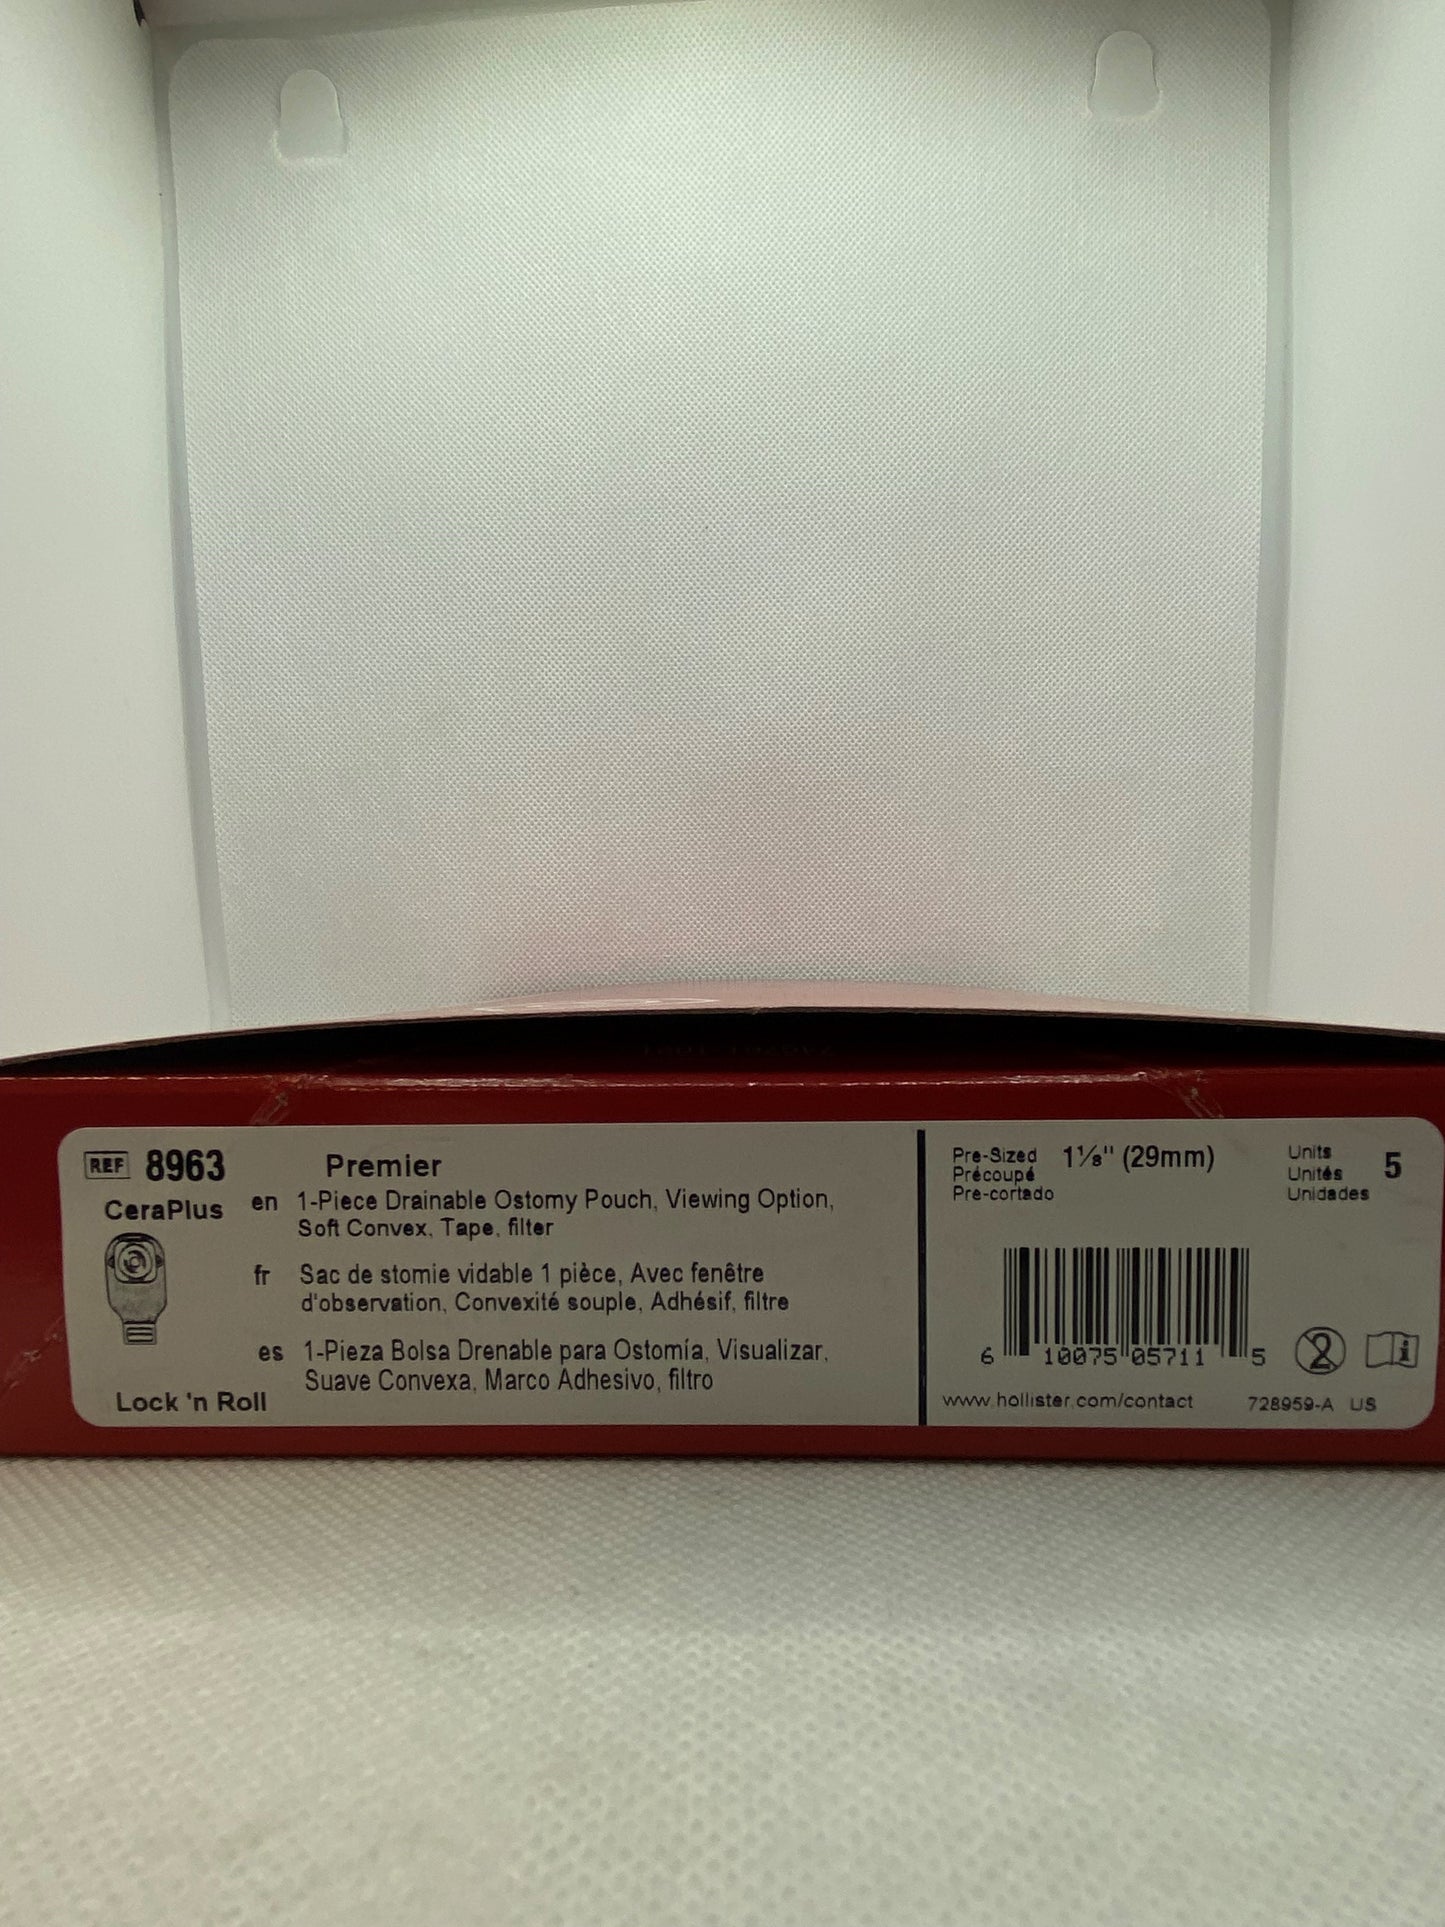 REF 8963
Premier
CeraPlus
en 1-Piece Drainable Ostomy Pouch, Viewing Option,
Soft Convex, Tape, filter
fr Sac de stomie vidable 1 pièce, Avec fenêtre
d'observation, Convexité souple, Adhésif, filtre
es 1-Pieza Bolsa Drenable para Ostomía, Visualizar,
Suave Convexa, Marco Adhesivo, filtro
Lock 'n Roll
Pre-Sized 1⅛" (29mm)
Précoupé
Pre-cortado
Units
Unités 5
Unidades
6 10075 05711 5
2
i
www.hollister.com/contact
728959-A US